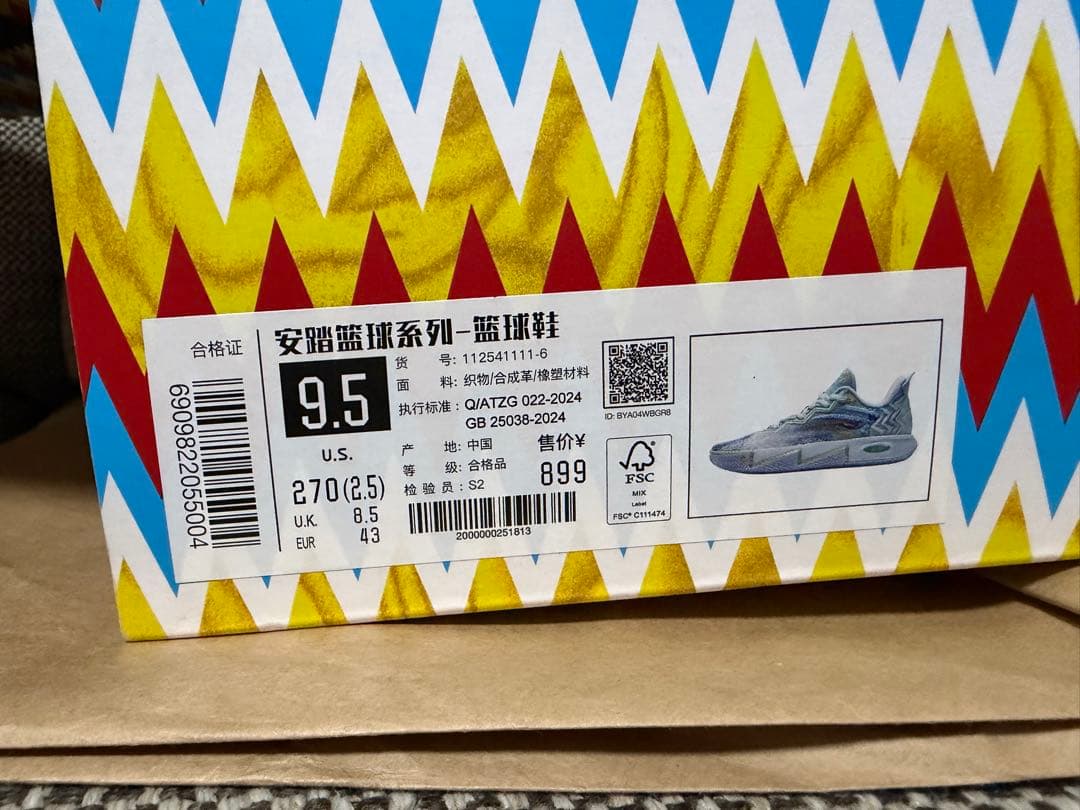 合格证
6909822055004
安踏篮球系列-篮球鞋
9.5
U.S.
270(2.5)
U.K. 8.5
EUR 43
货 号: 112541111-6
面 料: 织物/合成革/橡塑材料
执行标准: Q/ATZG 022-2024
GB 25038-2024
产 地: 中国
等 级: 合格品
检验员: S2
售价¥
899
2000000251813
ID: BYA04WBGR8
FSC
MIX
Label
FSC® C111474